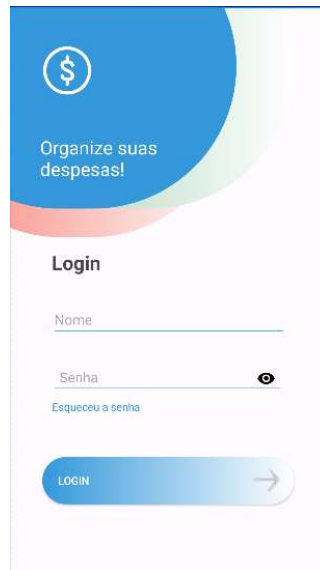 $
Organize suas
despesas!
Login
Nome
Senha
Esqueceu a senha
LOGIN